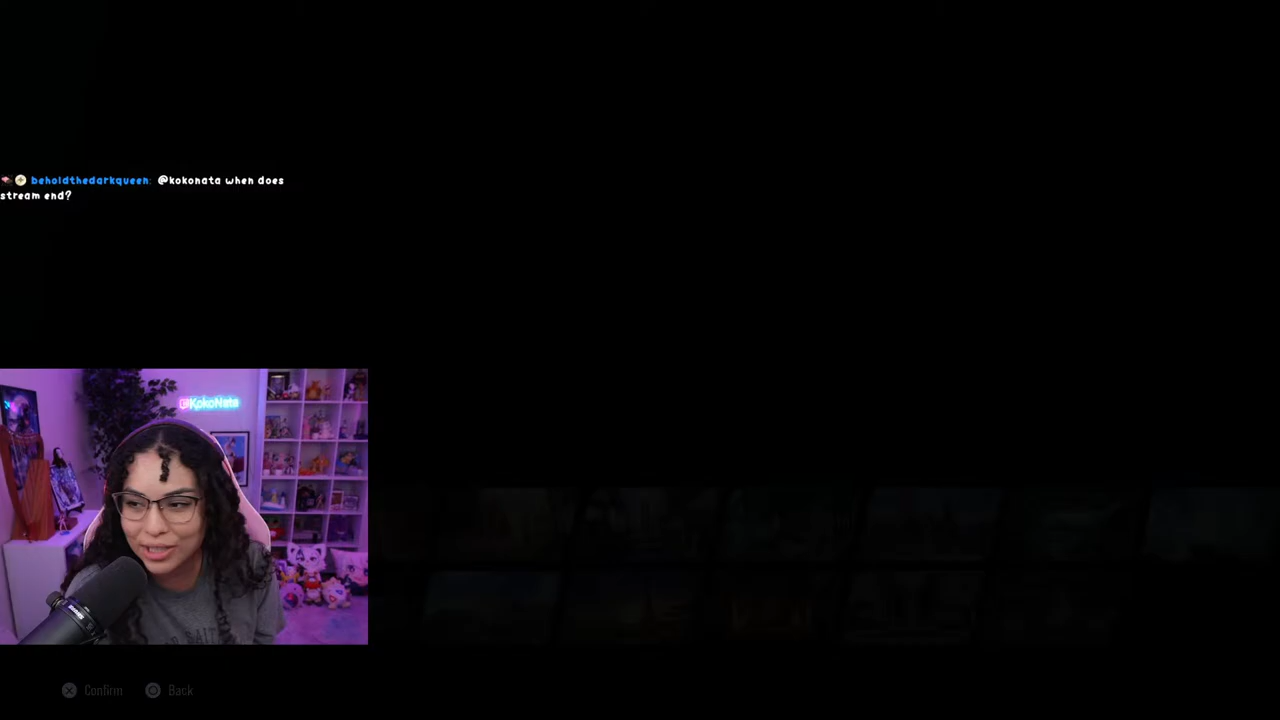 beholdthedarkqueen: @kokonata when does
stream end?
@KokoNata
Confirm
Back